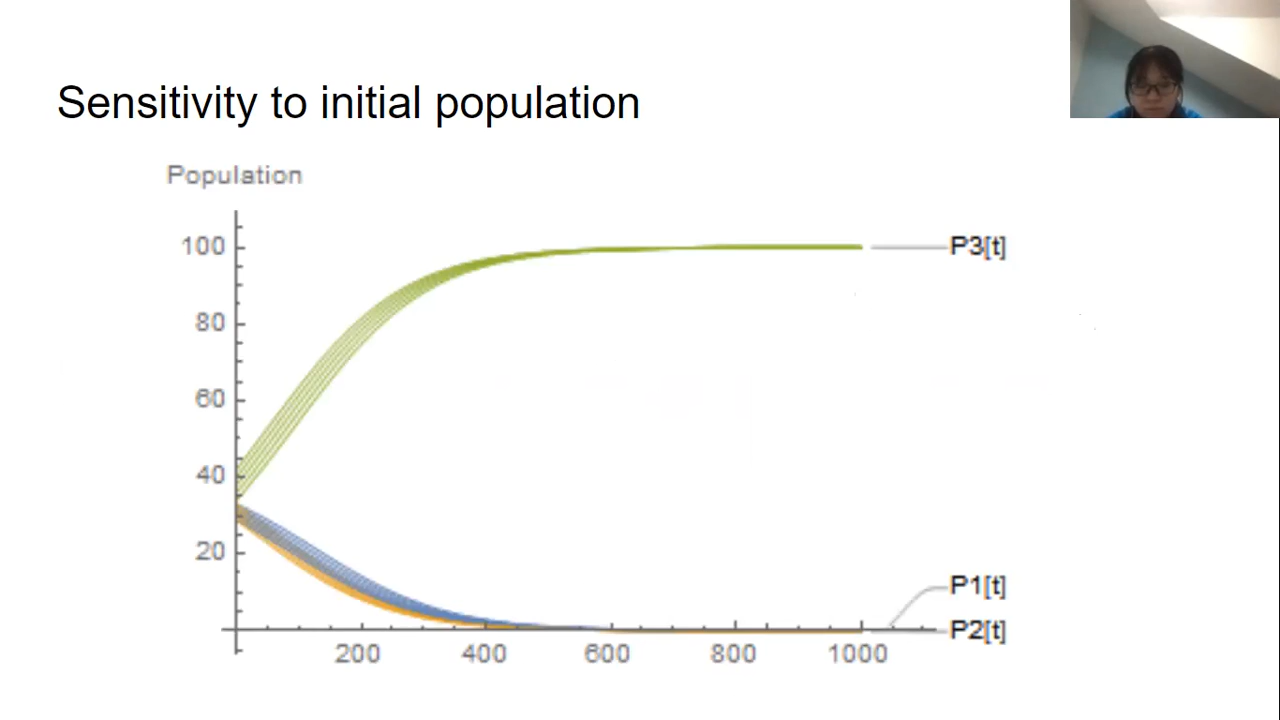 Sensitivity to initial population
Population
100
P3[t]
80
60
40
20
P1[t]
P2[t]
200 400 600 800 1000